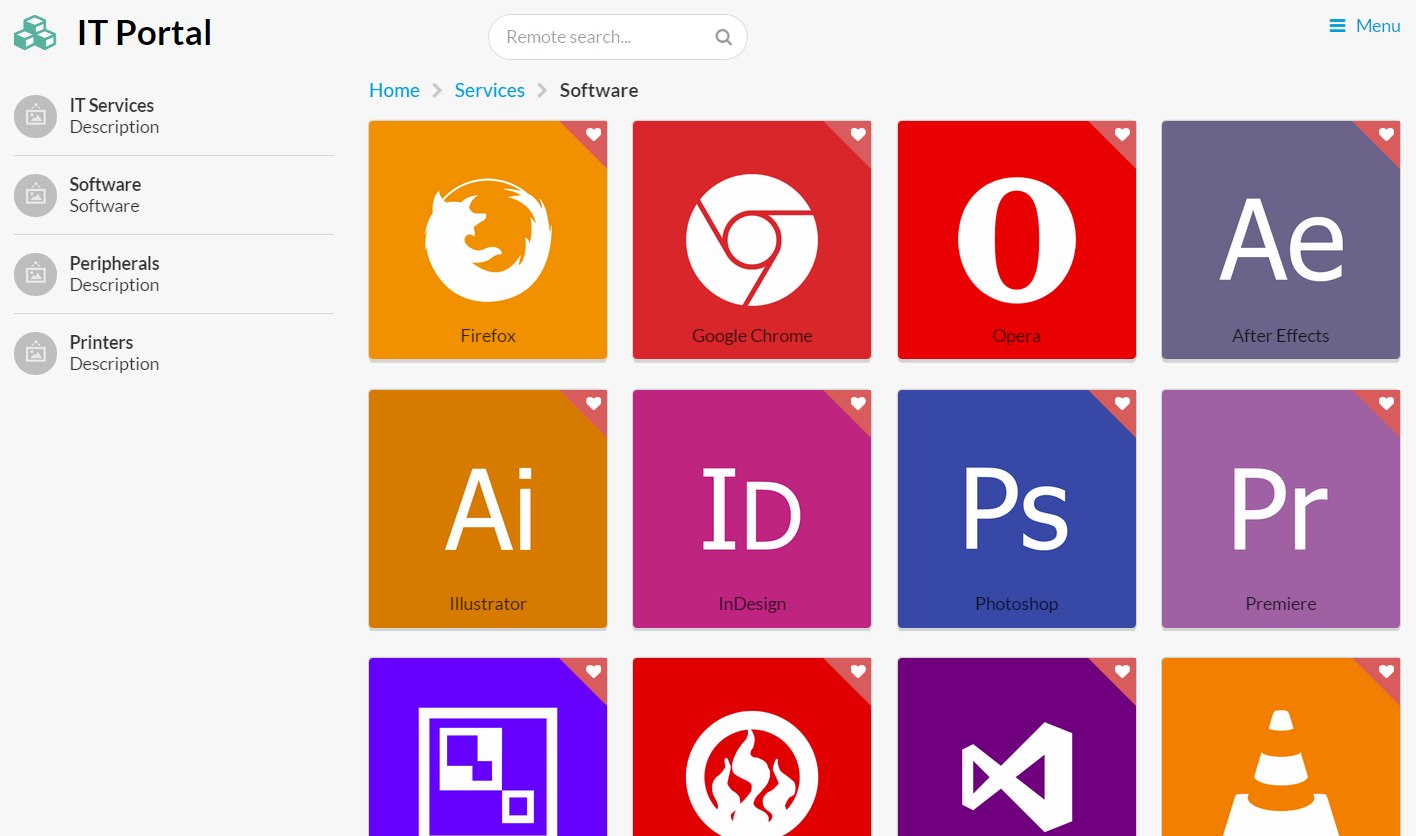 IT Portal
Remote search...
Menu
IT Services
Description
Software
Software
Peripherals
Description
Printers
Description
Home
Services
Software
Firefox
Google Chrome
Opera
Ae
After Effects
Ai
Illustrator
ID
InDesign
Ps
Photoshop
Pr
Premiere